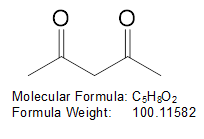 O O
Molecular Formula: C₅H₈O₂
Formula Weight: 100.11582